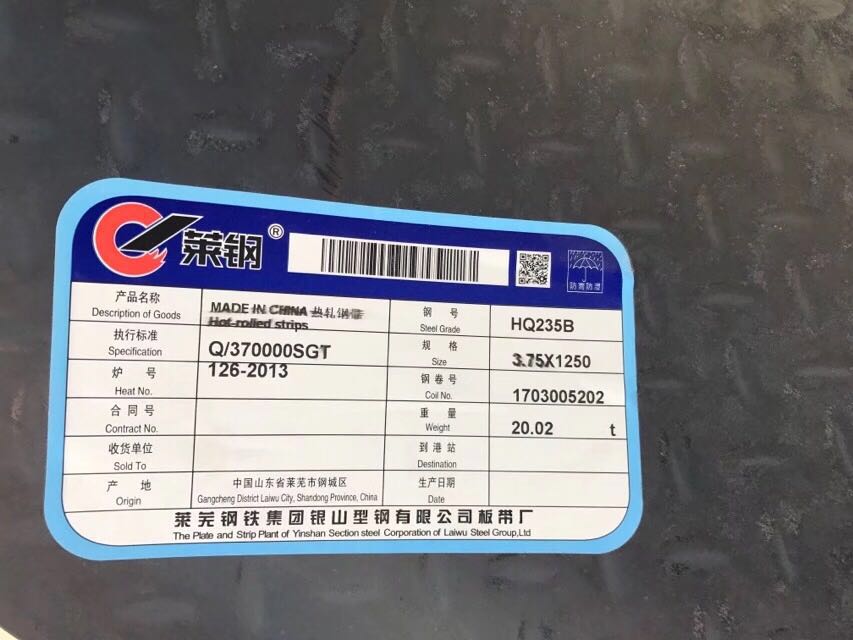 莱钢 ®
防雨防湿
产品名称
Description of Goods
MADE IN CHINA 热轧钢带
Hot-rolled strips
钢 号
Steel Grade
HQ235B
执行标准
Specification
Q/370000SGT
126-2013
规 格
Size
3.75X1250
炉 号
Heat No.
钢卷号
Coil No.
1703005202
合同号
Contract No.
重 量
Weight
20.02 t
收货单位
Sold To
到港站
Destination
产 地
Origin
中国山东省莱芜市钢城区
Gangcheng District Laiwu City, Shandong Province, China
生产日期
Date
莱芜钢铁集团银山型钢有限公司板带厂
The Plate and Strip Plant of Yinshan Section steel Corporation of Laiwu Steel Group,Ltd